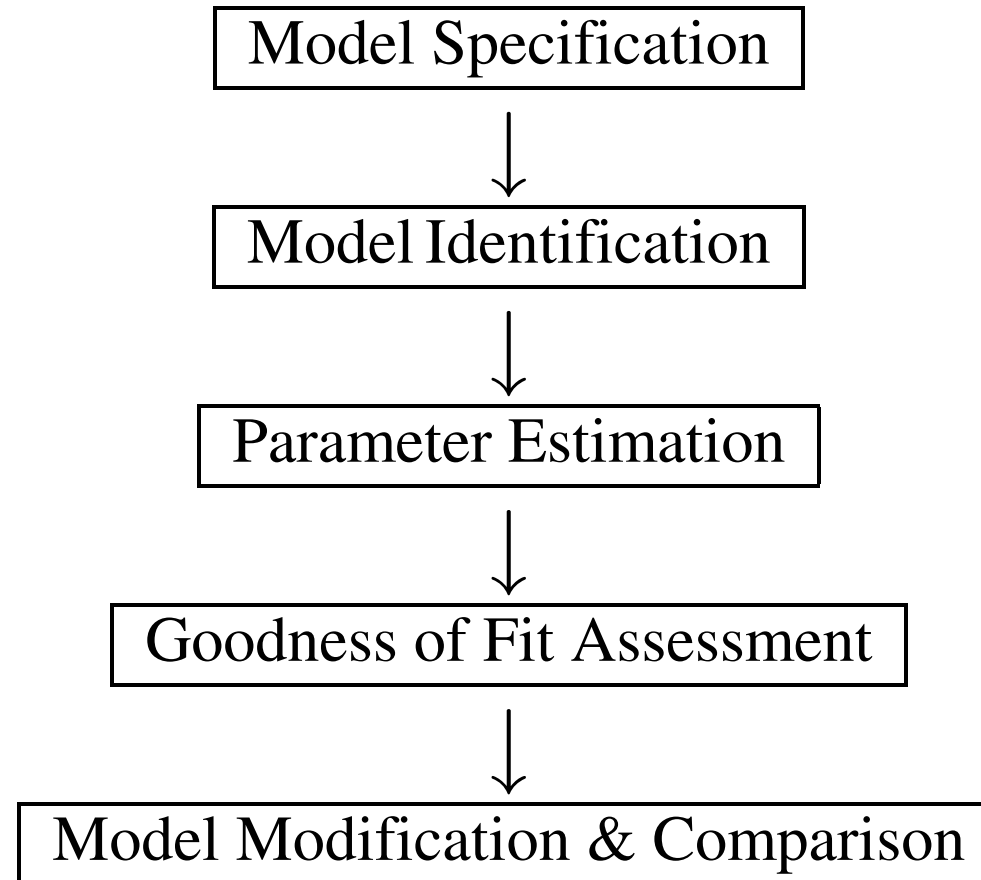 Model Specification
Model Identification
Parameter Estimation
Goodness of Fit Assessment
Model Modification & Comparison